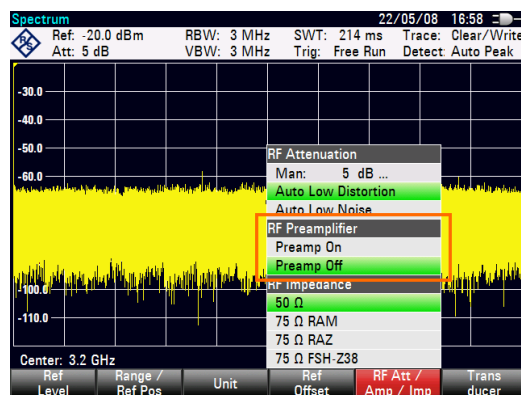 Spectrum 22/05/08 16:58
Ref: -20.0 dBm RBW: 3 MHz SWT: 214 ms Trace: Clear/Write
Att: 5 dB VBW: 3 MHz Trig: Free Run Detect: Auto Peak
-30.0
-40.0
-50.0
-60.0
-100.0
-110.0
RF Attenuation
Man: 5 dB ...
Auto Low Distortion
Auto Low Noise
RF Preamplifier
Preamp On
Preamp Off
RF Impedance
50 Ω
75 Ω RAM
75 Ω RAZ
75 Ω FSH-Z38
Center: 3.2 GHz
Ref Level
Range / Ref Pos
Unit
Ref Offset
RF Att / Amp / Imp
Trans ducer